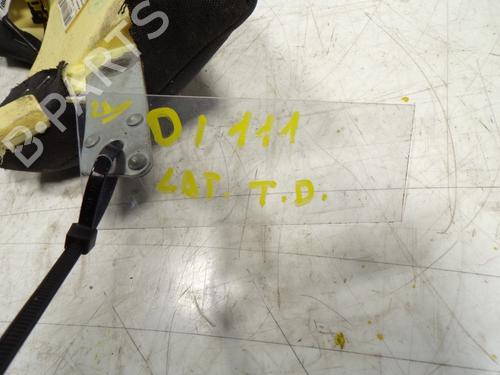 B-PARTS
DI 111
LAT. T.D.